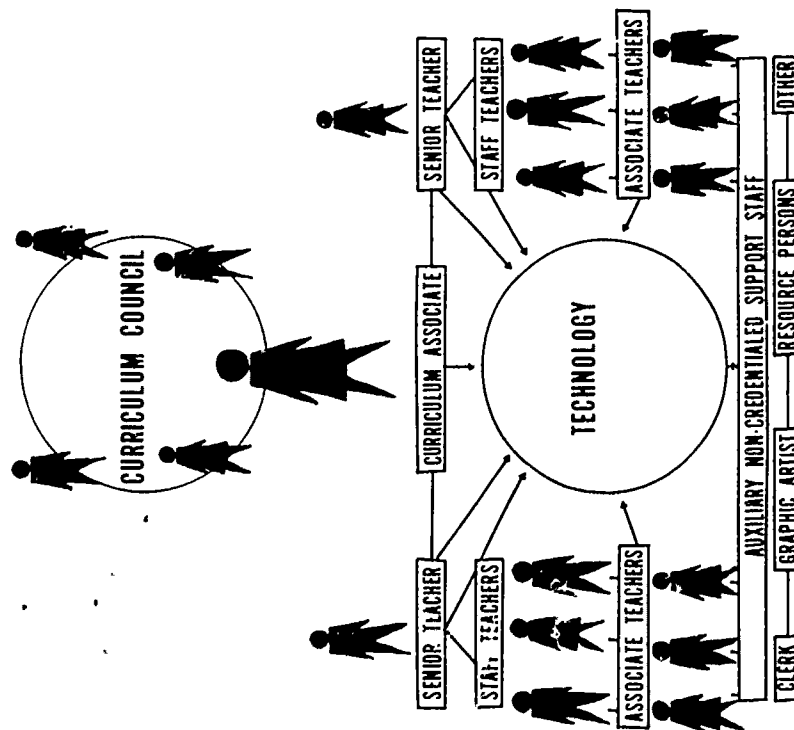 CURRICULUM COUNCIL
SENIOR TEACHER
CURRICULUM ASSOCIATE
SENIOR TEACHER
STAFF TEACHERS
STAFF TEACHERS
TECHNOLOGY
ASSOCIATE TEACHERS
ASSOCIATE TEACHERS
AUXILIARY NON-CREDENTIALED SUPPORT STAFF
CLERK
GRAPHIC ARTIST
RESOURCE PERSONS
OTHER